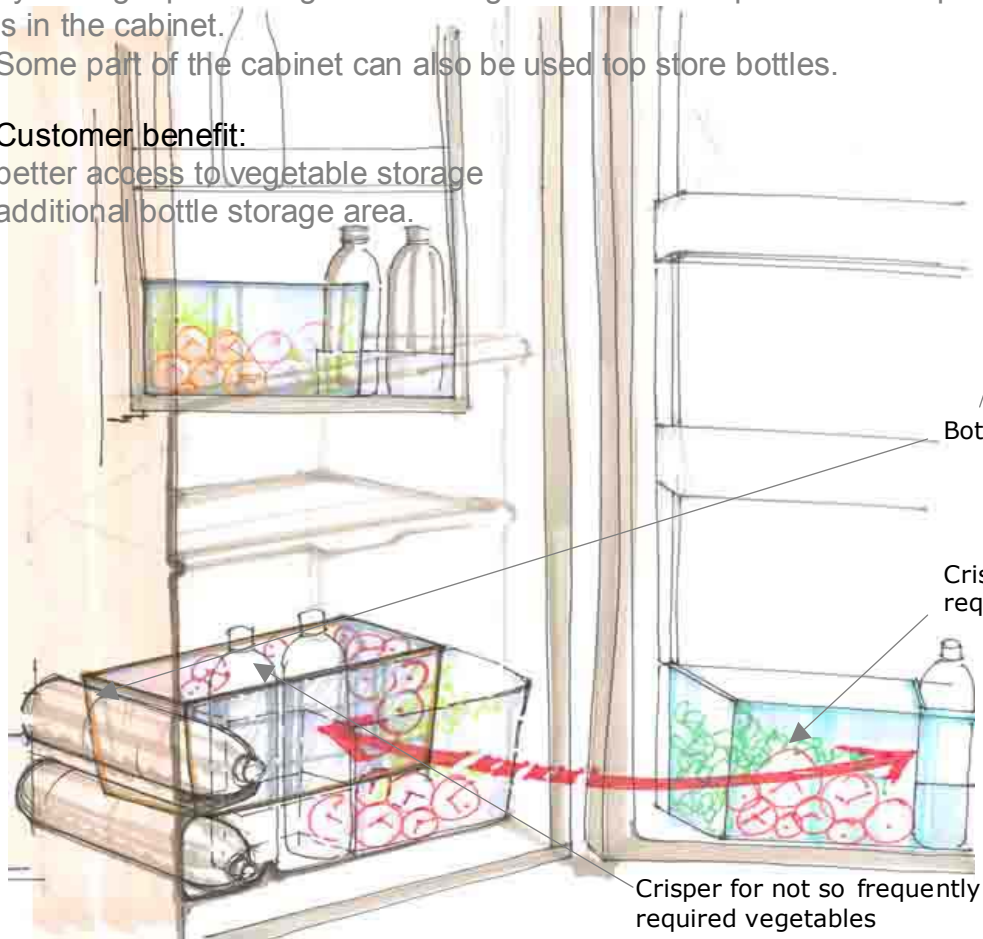 s in the cabinet.
Some part of the cabinet can also be used top store bottles.
Customer benefit:
better access to vegetable storage
additional bottle storage area.
Bot
Cris
req
Crisper for not so frequently
required vegetables